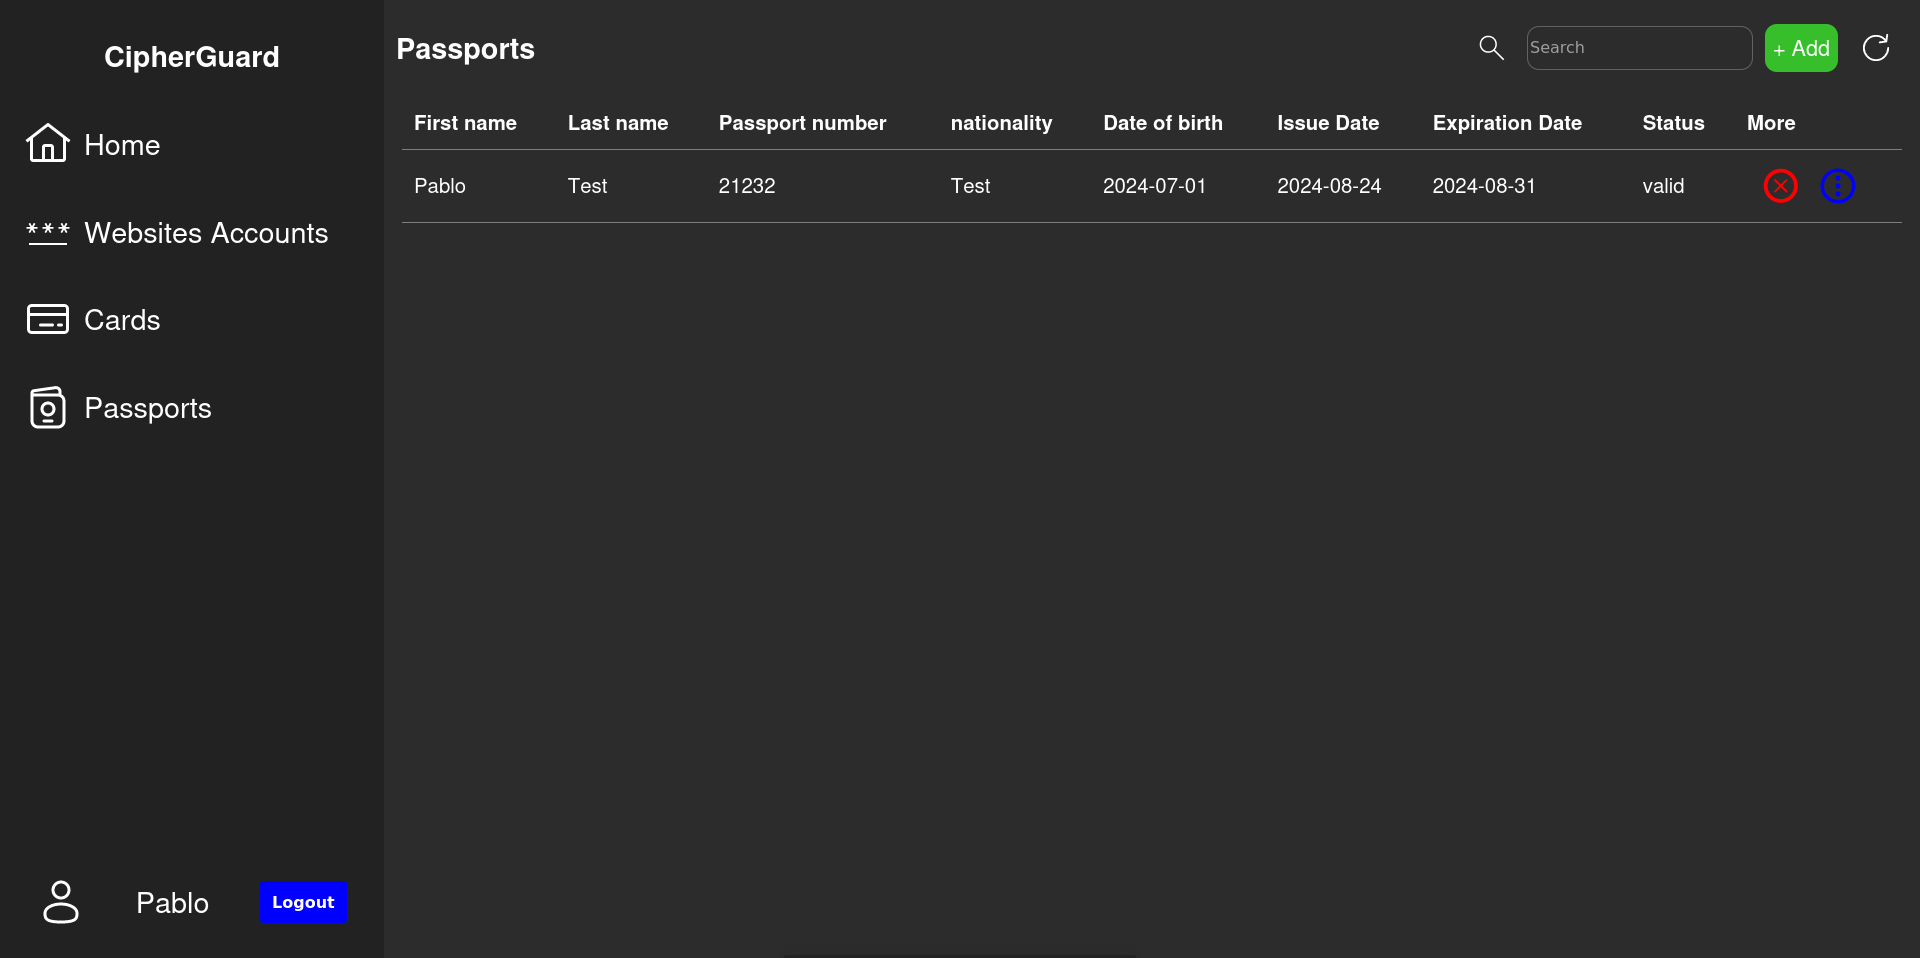 CipherGuard
Home
*** Websites Accounts
Cards
Passports
Pablo
Logout
Passports
Search
+ Add
First name Last name Passport number nationality Date of birth Issue Date Expiration Date Status More
Pablo Test 21232 Test 2024-07-01 2024-08-24 2024-08-31 valid